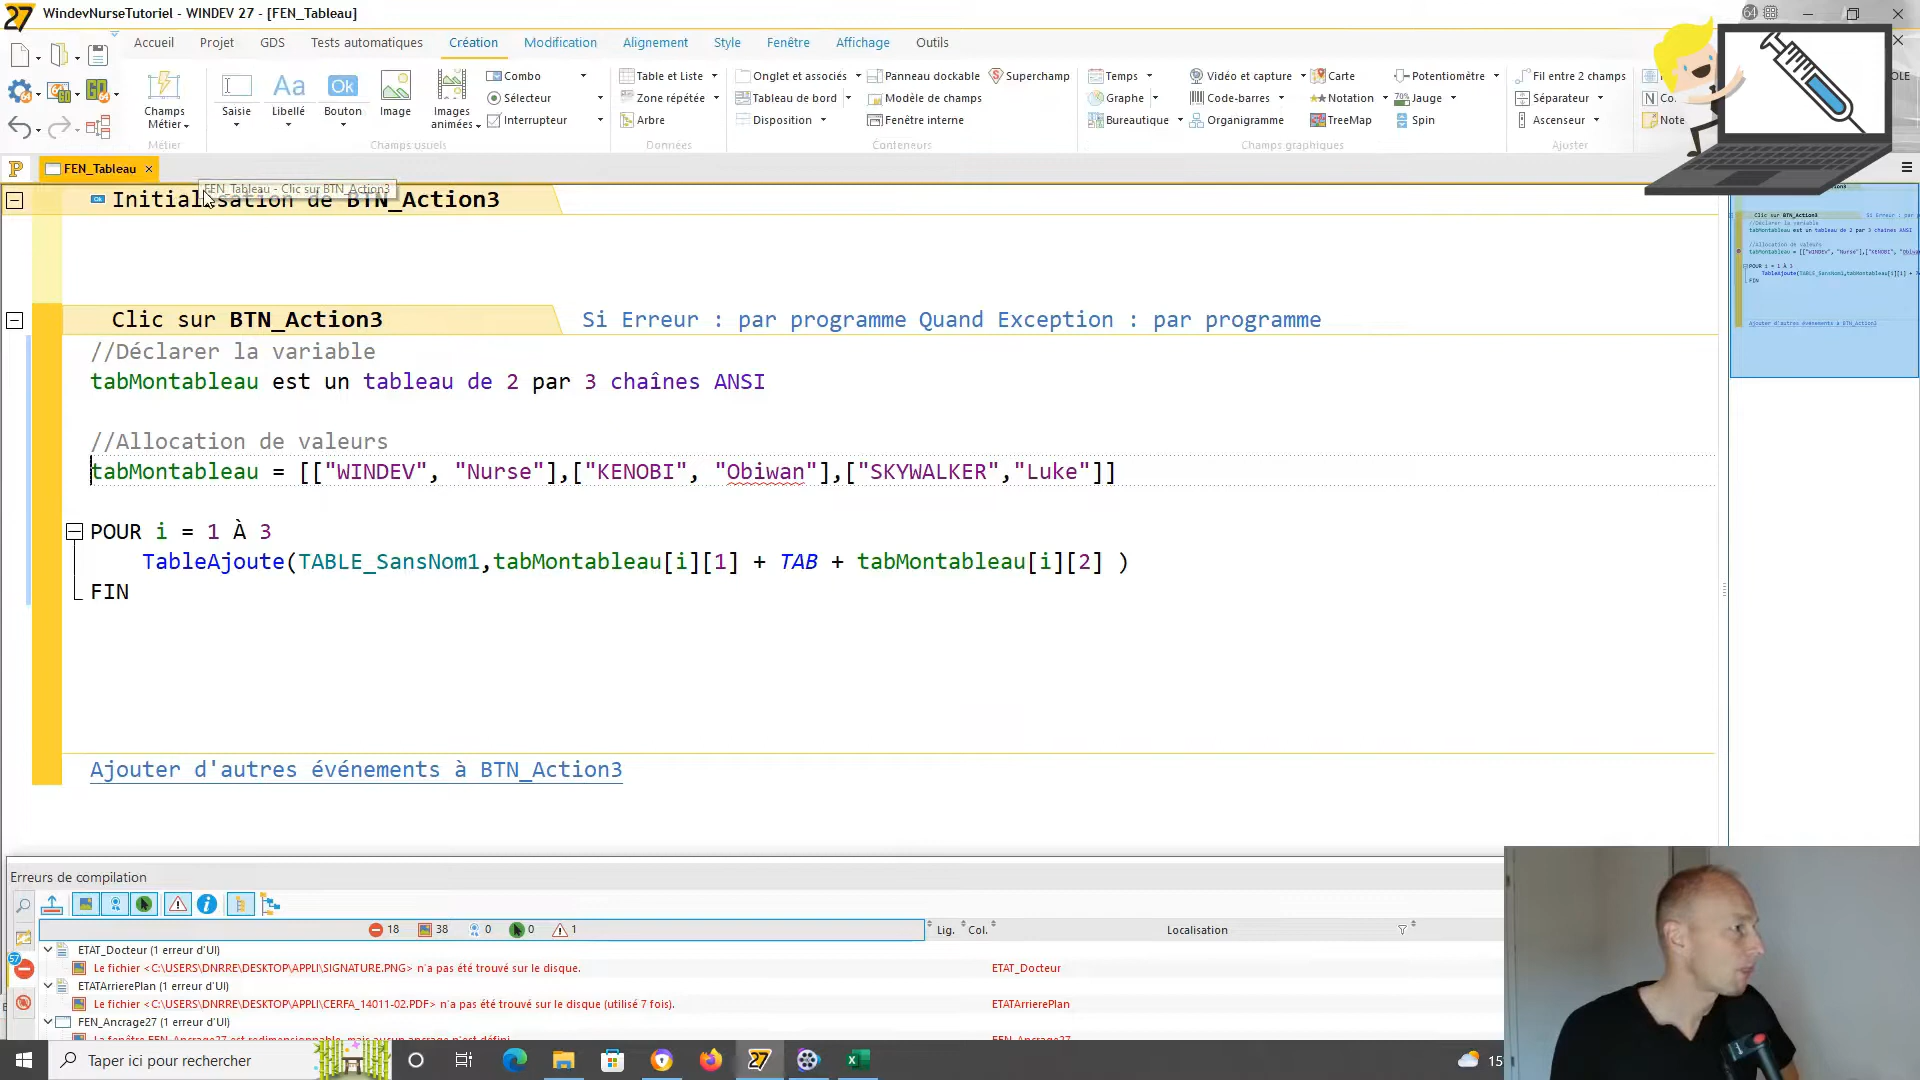 WindevNurseTutoriel - WINDEV 27 - [FEN_Tableau]
Accueil Projet GDS Tests automatiques Création Modification Alignement Style Fenêtre Affichage Outils
Champs Métier
Saisie
Libellé
Bouton
Image
Images animées
Combo
Sélecteur
Interrupteur
Table et Liste
Zone répétée
Arbre
Onglet et associés
Tableau de bord
Disposition
Panneau dockable
Modèle de champs
Fenêtre interne
Superchamp
Temps
Graphe
Bureautique
Vidéo et capture
Code-barres
Organigramme
Carte
Notation
TreeMap
Potentiomètre
Jauge
Spin
Fil entre 2 champs
Séparateur
Ascenseur
Note
Métier Champs usuels Données Conteneurs Champs graphiques Ajouter
FEN_Tableau
FEN_Tableau - Clic sur BTN_Action3
Initialisation de BTN_Action3
Clic sur BTN_Action3 Si Erreur : par programme Quand Exception : par programme
//Déclarer la variable
tabMontableau est un tableau de 2 par 3 chaînes ANSI
//Allocation de valeurs
tabMontableau = [["WINDEV", "Nurse"],["KENOBI", "Obiwan"],["SKYWALKER","Luke"]]
POUR i = 1 À 3
TableAjoute(TABLE_SansNom1,tabMontableau[i][1] + TAB + tabMontableau[i][2] )
FIN
Ajouter d'autres événements à BTN_Action3
Erreurs de compilation
18 38 0 0 1 Lig. Col. Localisation
ETAT_Docteur (1 erreur d'UI)
Le fichier <C:\USERS\DNRRE\DESKTOP\APPLI\SIGNATURE.PNG> n'a pas été trouvé sur le disque. ETAT_Docteur
ETATArrierePlan (1 erreur d'UI)
Le fichier <C:\USERS\DNRRE\DESKTOP\APPLI\CERFA_14011-02.PDF> n'a pas été trouvé sur le disque (utilisé 7 fois). ETATArrierePlan
FEN_Ancrage27 (1 erreur d'UI)
Taper ici pour rechercher
27
15